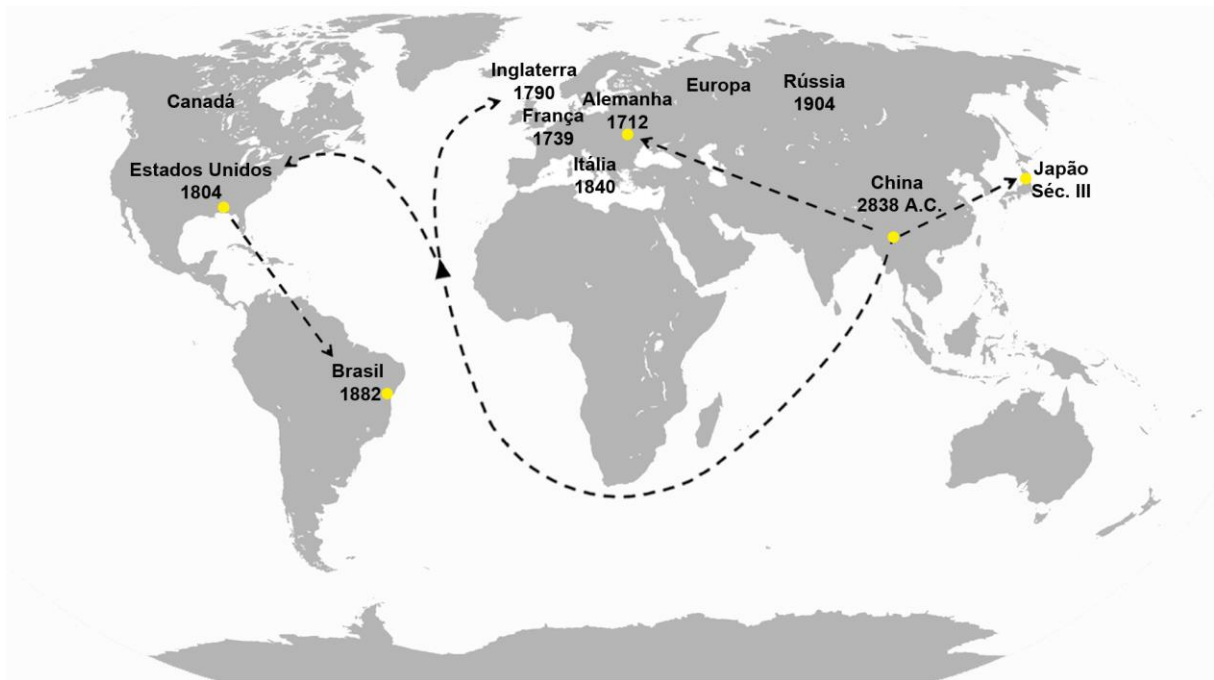 Canadá
Estados Unidos
1804
Brasil
1882
Inglaterra
1790
França
1739
Alemanha
1712
Itália
1840
Europa
Rússia
1904
China
2838 A.C.
Japão
Séc. III